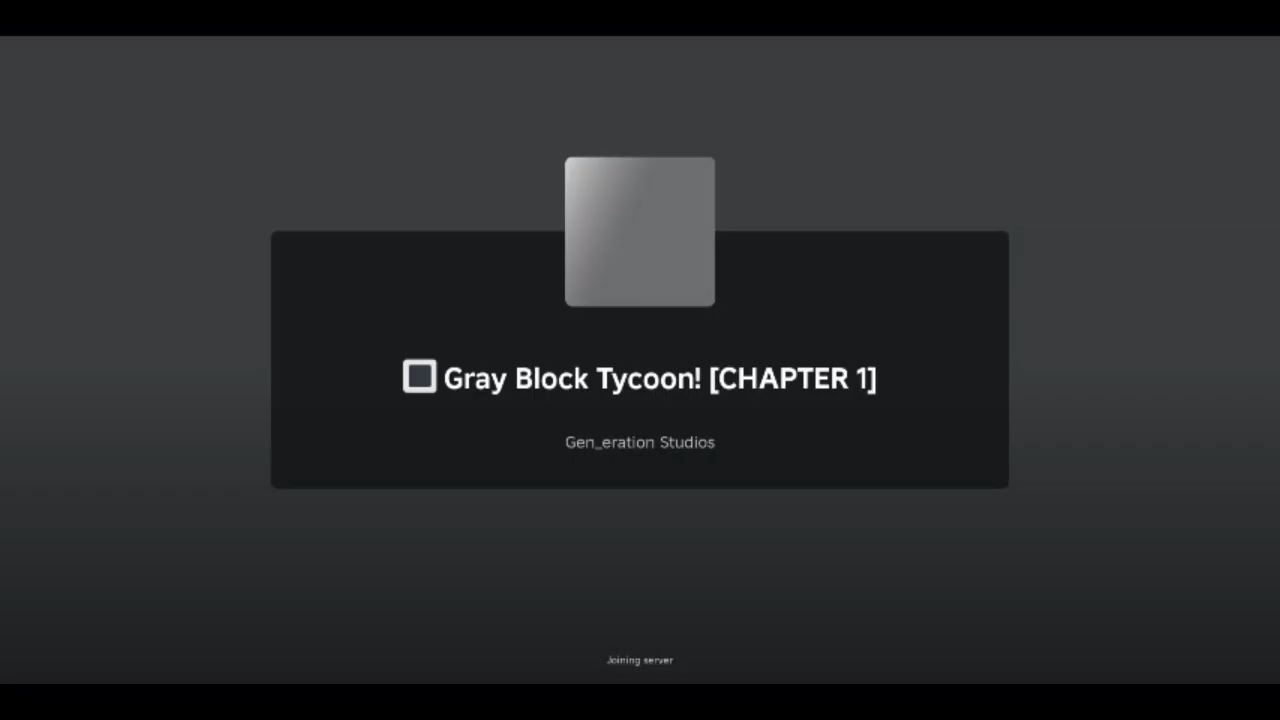 🔲 Gray Block Tycoon! [CHAPTER 1]
Gen_eration Studios
Joining server